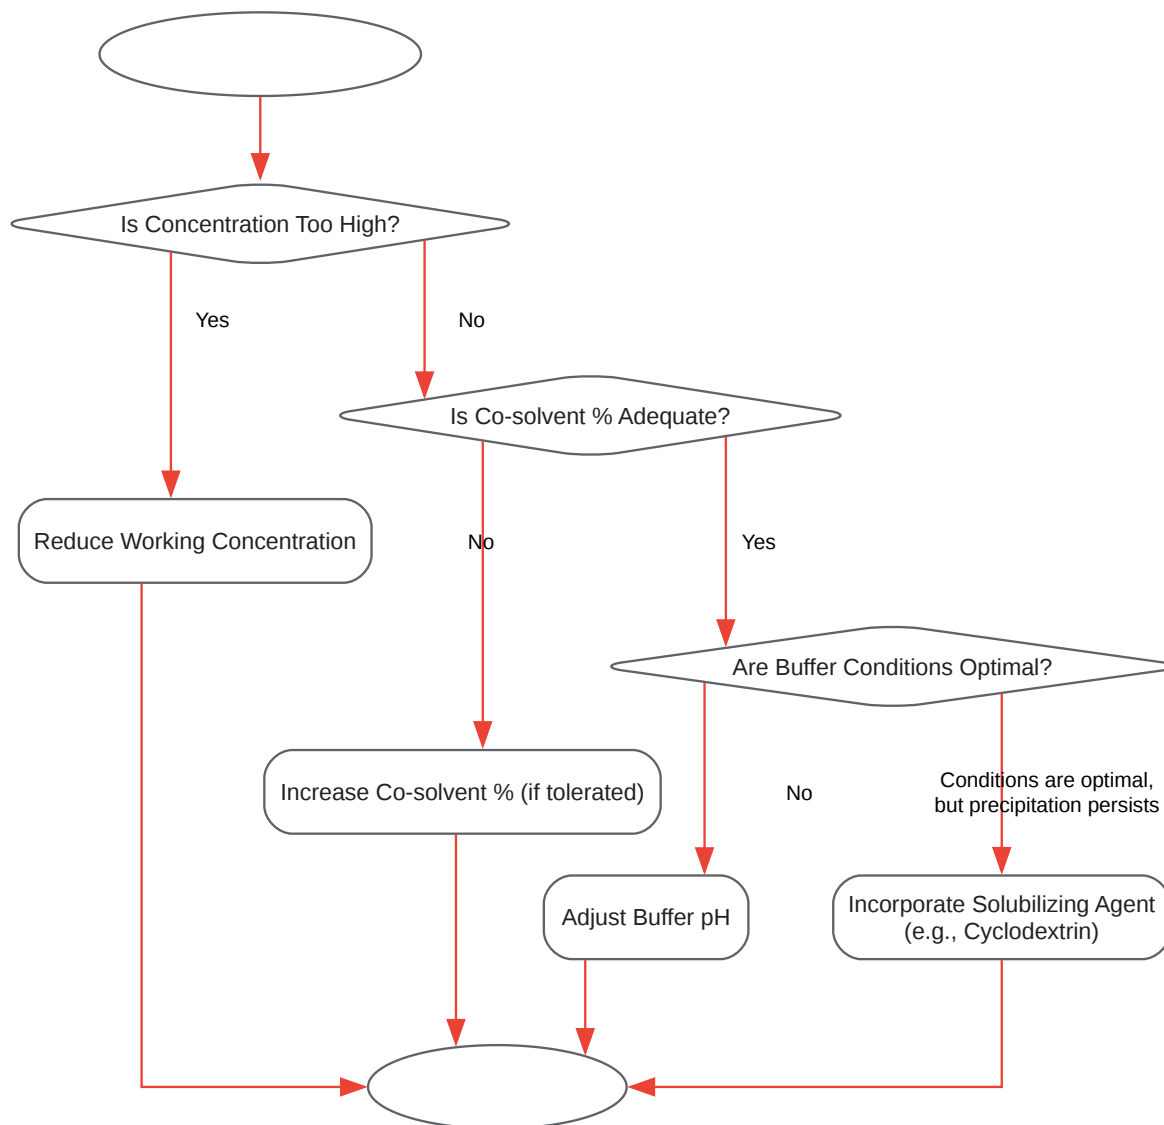 Is Concentration Too High?
Yes
No
Is Co-solvent % Adequate?
Reduce Working Concentration
No
Yes
Are Buffer Conditions Optimal?
Increase Co-solvent % (if tolerated)
No
Conditions are optimal,
but precipitation persists
Adjust Buffer pH
Incorporate Solubilizing Agent
(e.g., Cyclodextrin)